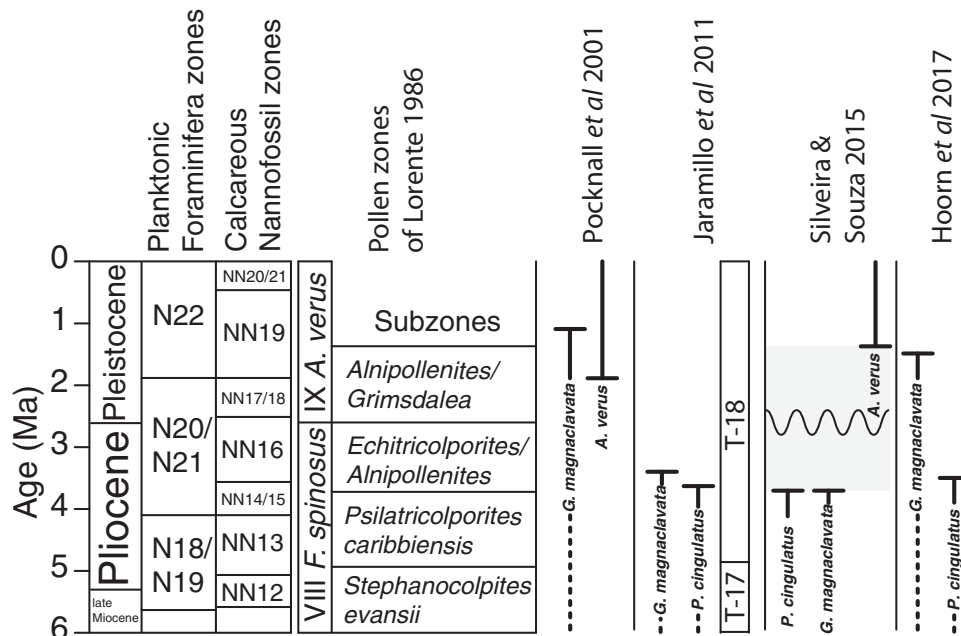 Planktonic
Foraminifera zones
Calcareous
Nannofossil zones
Pollen zones
of Lorente 1986
Pocknall et al 2001
Jaramillo et al 2011
Silveira &
Souza 2015
Hoorn et al 2017
Age (Ma)
0
1
2
3
4
5
6
Pleistocene
Pliocene
late
Miocene
N22
N20/
N21
N18/
N19
NN20/21
NN19
NN17/18
NN16
NN14/15
NN13
NN12
IX A. verus
VIII F. spinosus
Subzones
Alnipollenites/
Grimsdalea
Echitricolporites/
Alnipollenites
Psilatricolporites
caribbiensis
Stephanocolpites
evansii
G. magnaclavata
A. verus
G. magnaclavata
P. cingulatus
T-18
T-17
P. cingulatus
G. magnaclavata
A. verus
G. magnaclavata
P. cingulatus